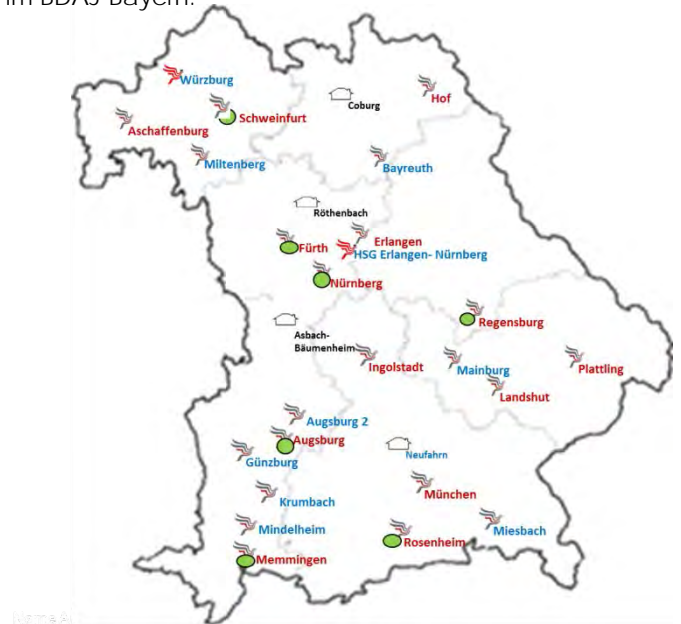 im BDAJ-Bayern.
Würzburg
Coburg
Hof
Schweinfurt
Aschaffenburg
Miltenberg
Bayreuth
Röthenbach
Erlangen
Fürth
HSG Erlangen- Nürnberg
Nürnberg
Regensburg
Asbach-
Bäumenheim
Ingolstadt
Mainburg
Plattling
Landshut
Augsburg 2
Augsburg
Günzburg
Neufahrn
München
Krumbach
Mindelheim
Miesbach
Rosenheim
Memmingen